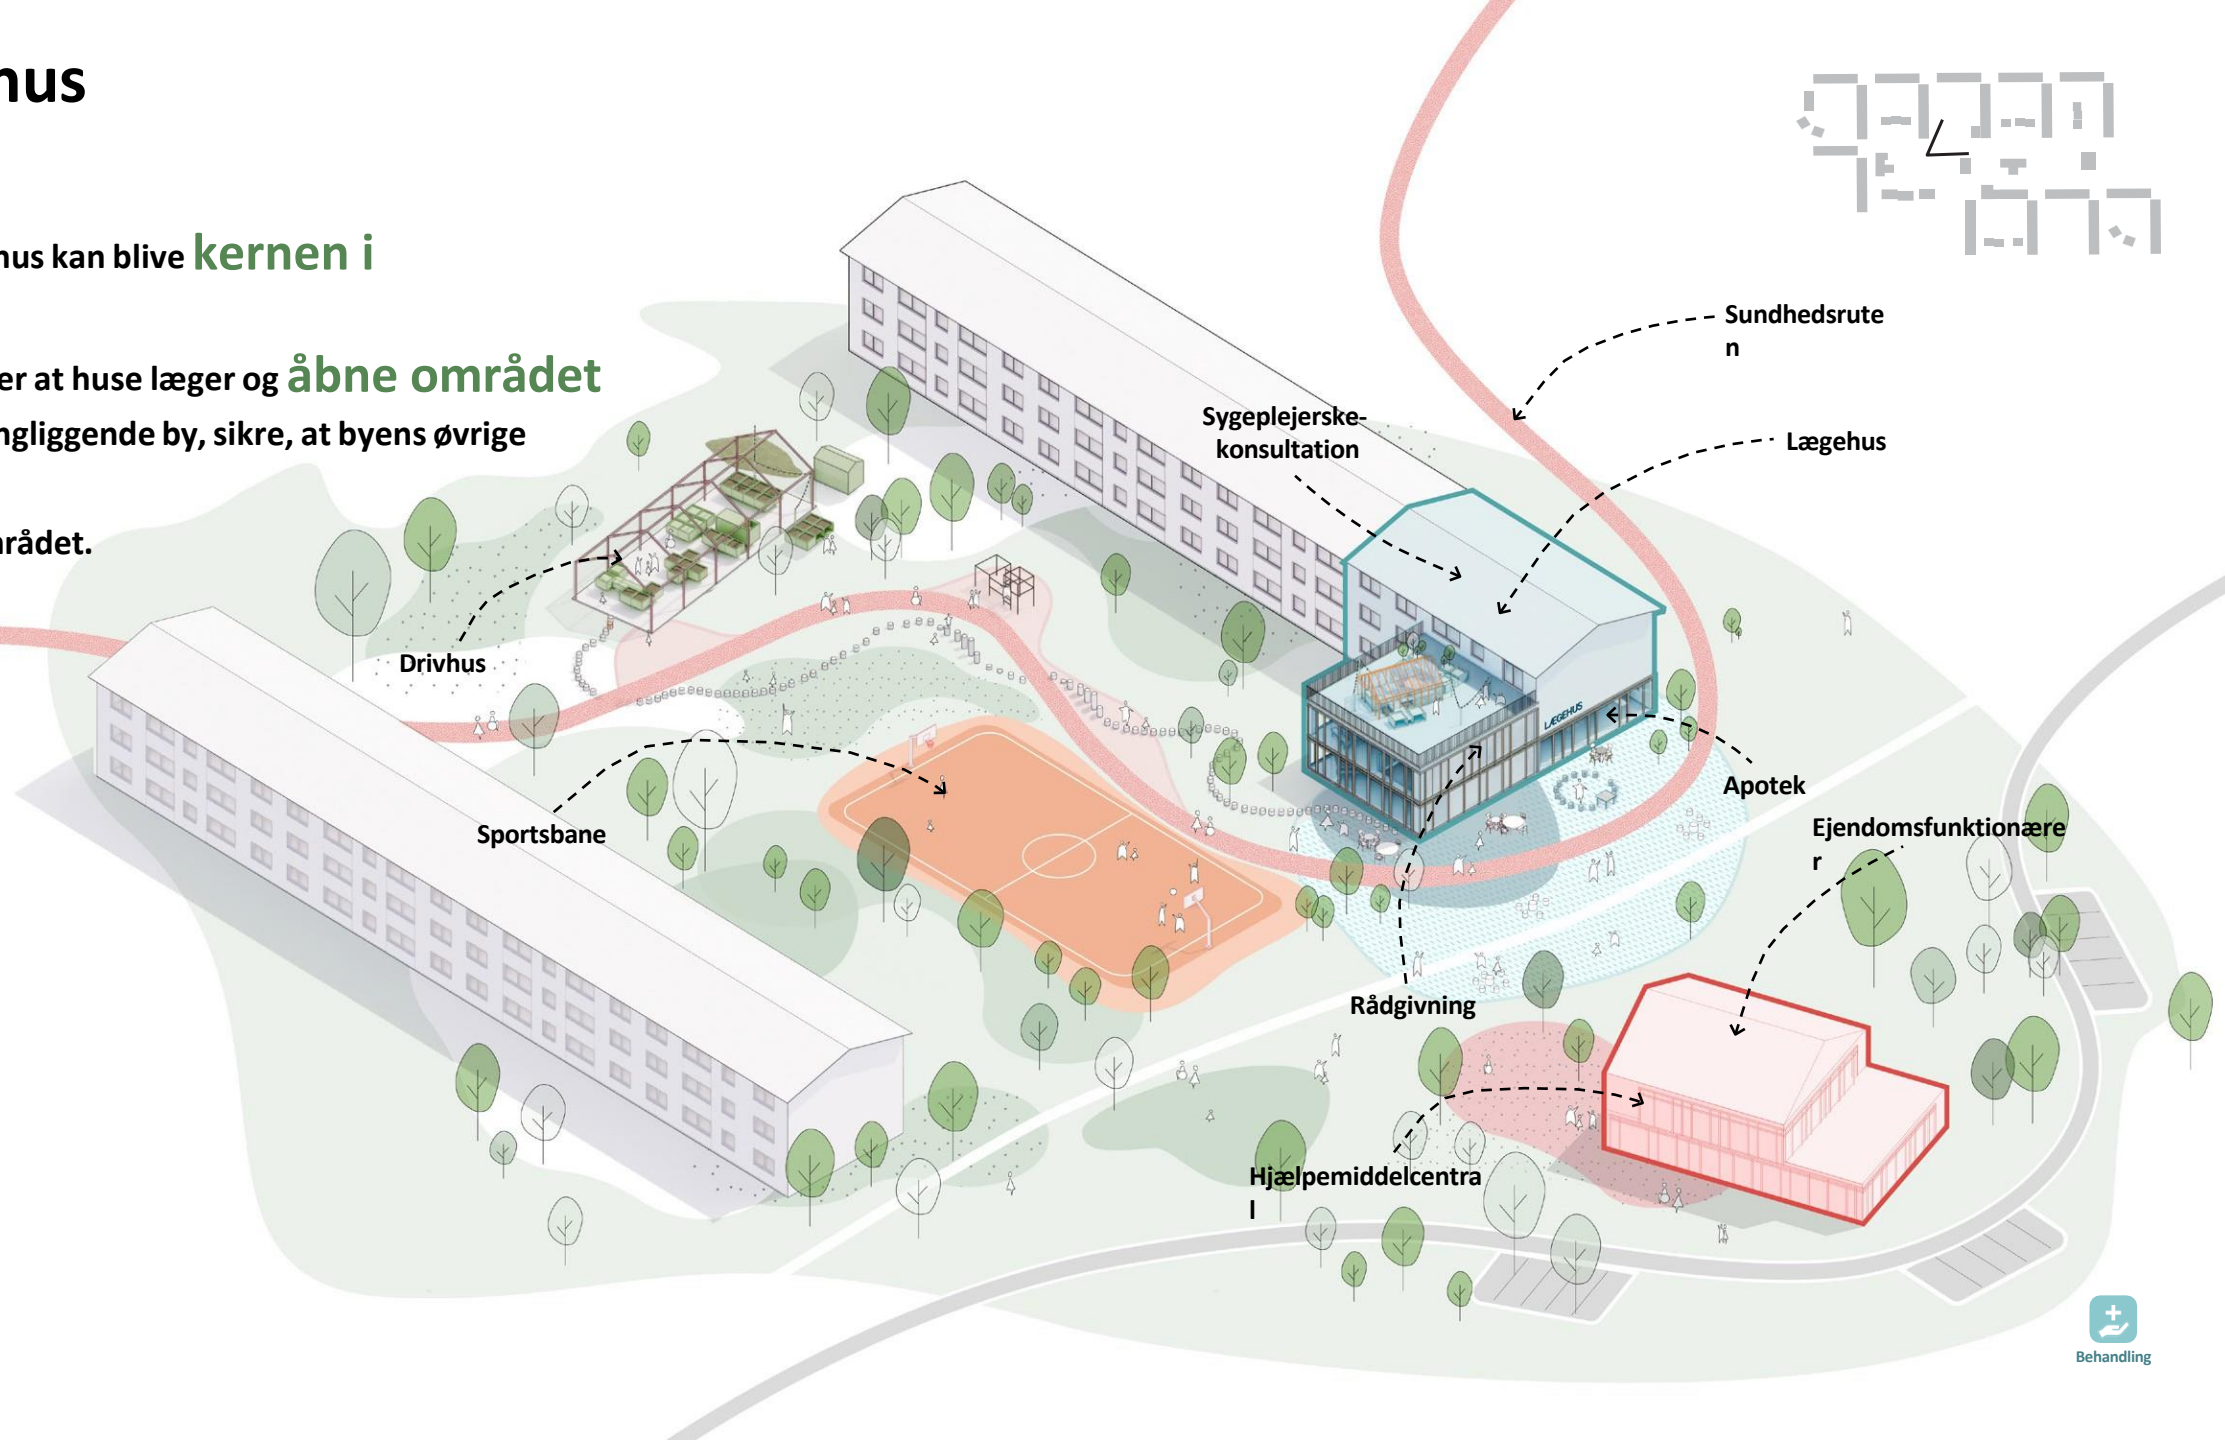 hus
hus kan blive kernen i
er at huse læger og åbne området
ngliggende by, sikre, at byens øvrige
mrådet.
Sundhedsrute
n
Sygeplejerske-
konsultation
Lægehus
Drivhus
LÆGEHUS
Apotek
Sportsbane
Ejendomsfunktionære
r
Rådgivning
Hjælpemiddelcentra
l
Behandling